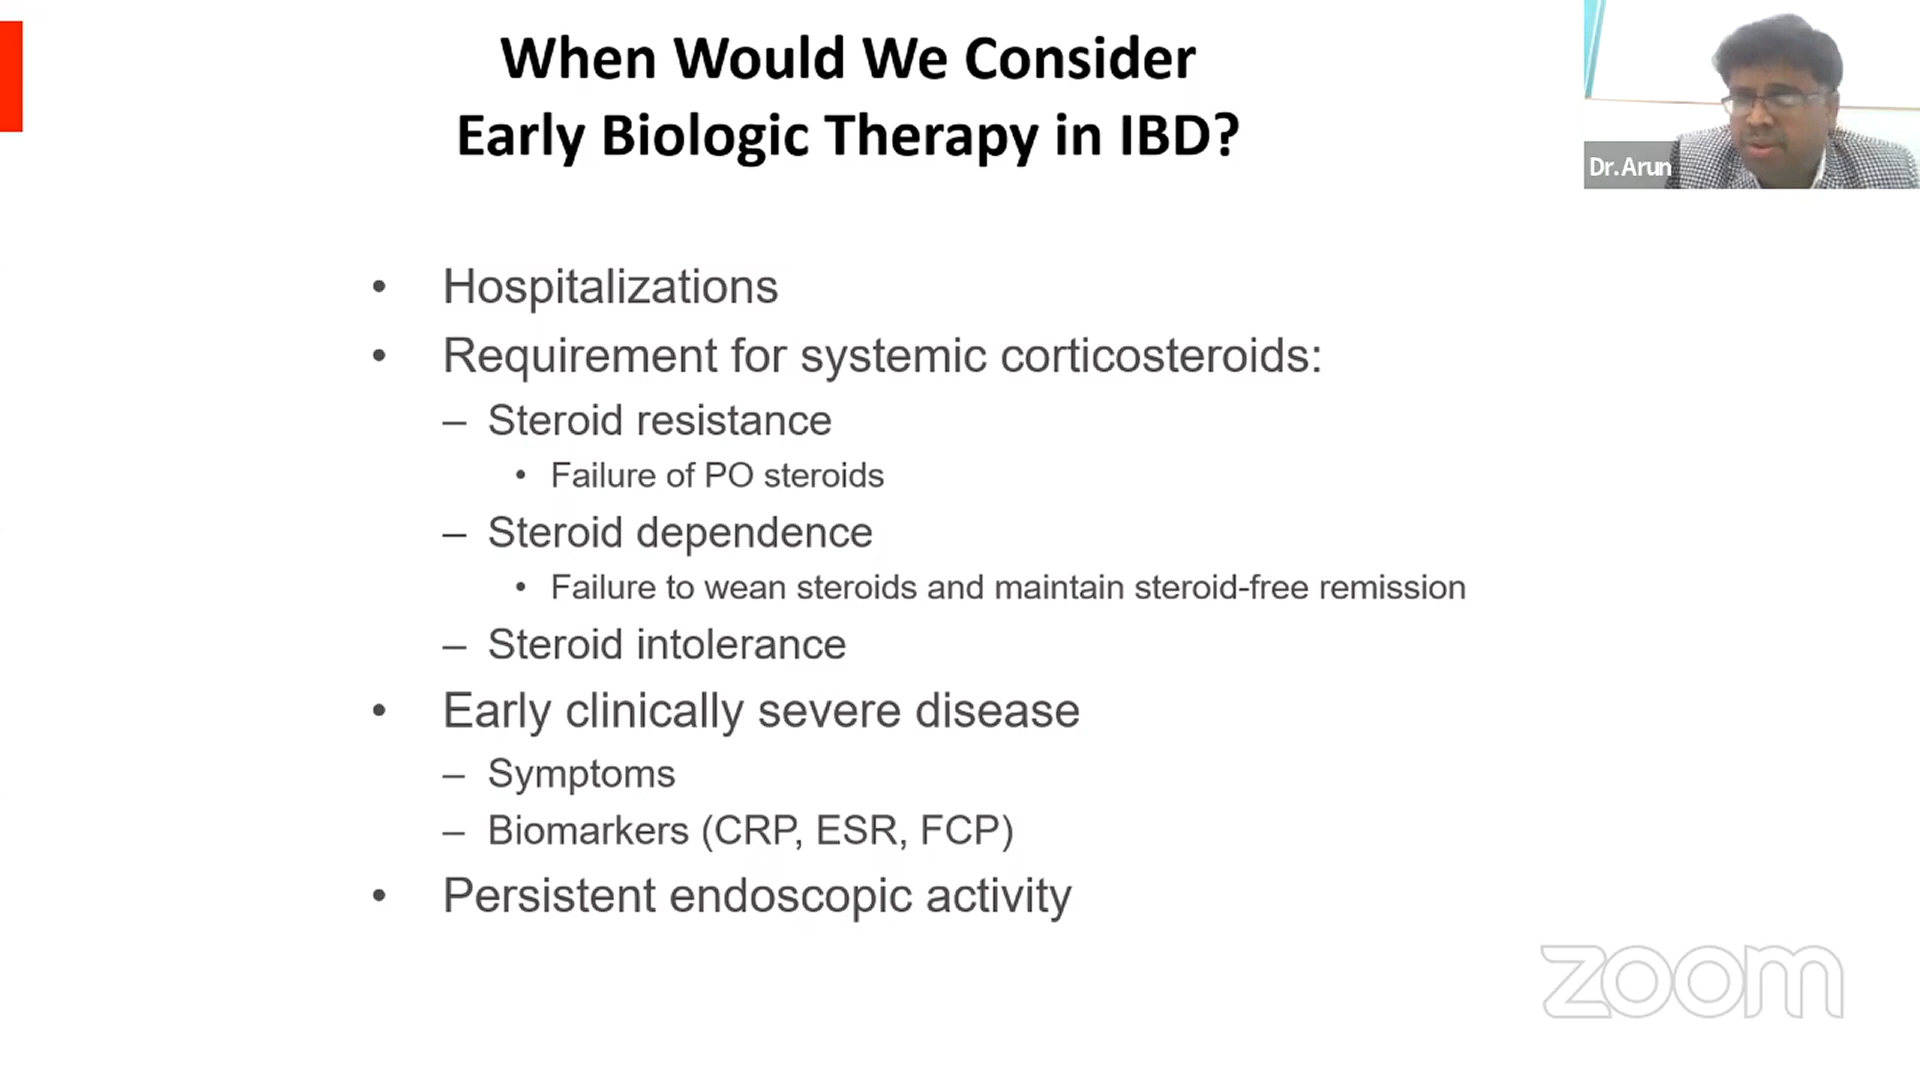 When Would We Consider
Early Biologic Therapy in IBD?
Dr. Arun
• Hospitalizations
• Requirement for systemic corticosteroids:
– Steroid resistance
• Failure of PO steroids
– Steroid dependence
• Failure to wean steroids and maintain steroid-free remission
– Steroid intolerance
• Early clinically severe disease
– Symptoms
– Biomarkers (CRP, ESR, FCP)
• Persistent endoscopic activity
zoom